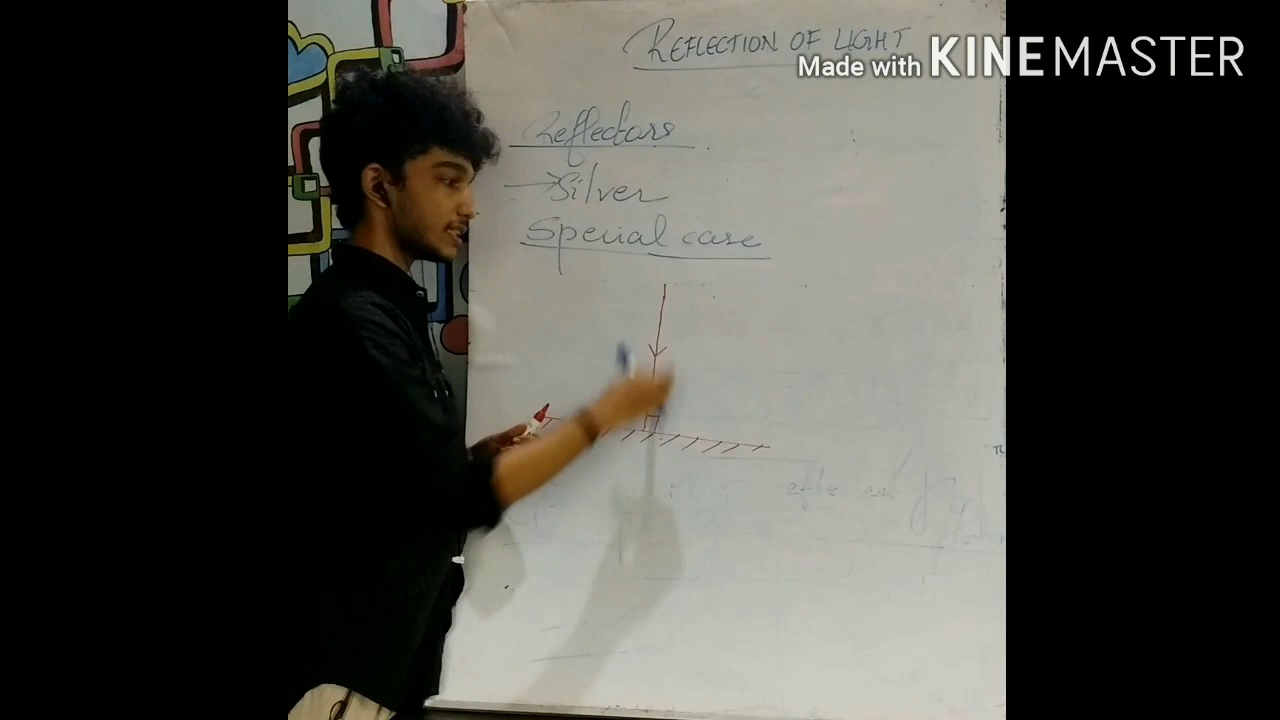 REFLECTION OF LIGHT
Made with KINEMASTER
Reflectors
→Silver
Special case